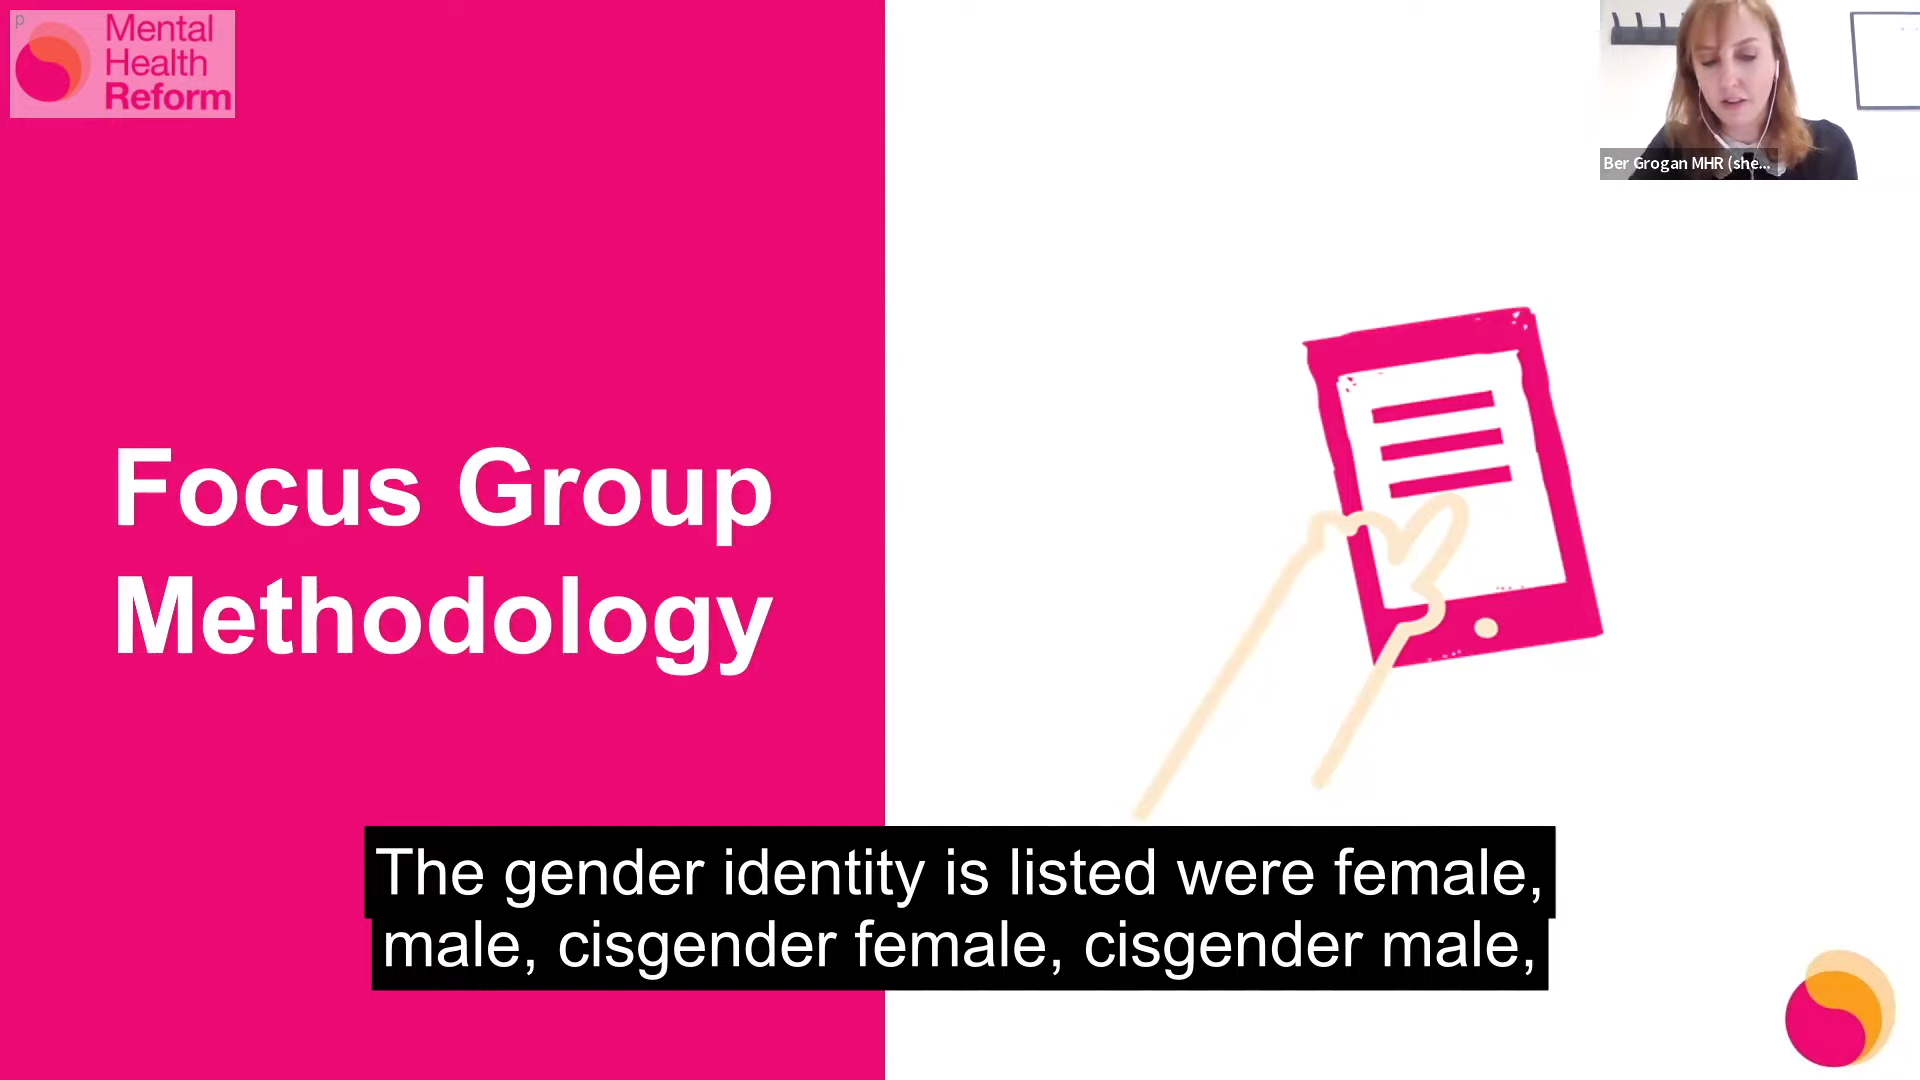 p
Mental
Health
Reform
Ber Grogan MHR (she...
Focus Group
Methodology
The gender identity is listed were female,
male, cisgender female, cisgender male,